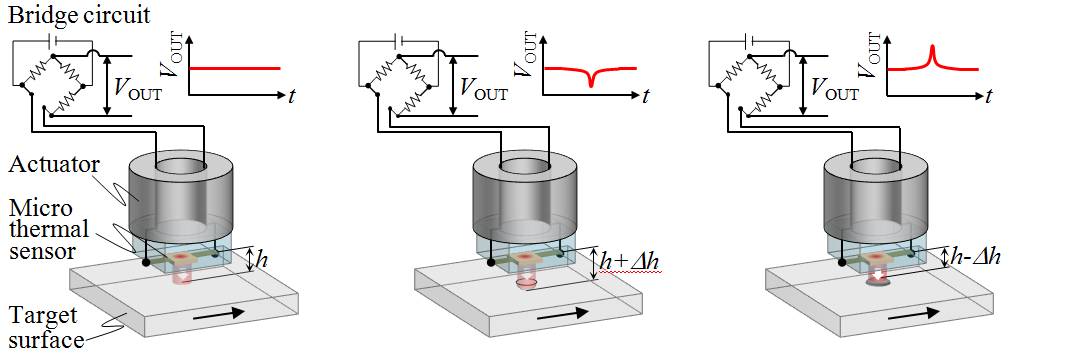 Bridge circuit
VOUT
VOUT
t
Actuator
Micro
thermal
sensor
h
Target
surface
VOUT
VOUT
t
h+Δh
VOUT
VOUT
t
h-Δh